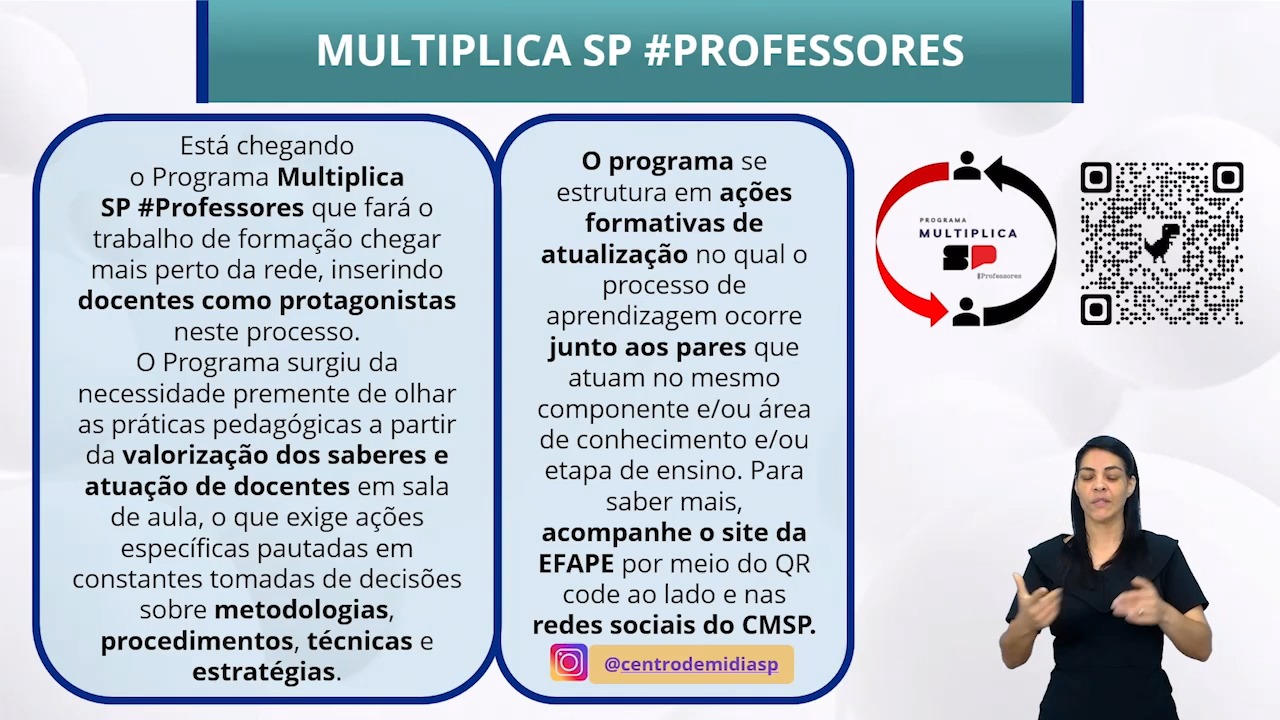 MULTIPLICA SP #PROFESSORES
Está chegando
o Programa Multiplica
SP #Professores que fará o
trabalho de formação chegar
mais perto da rede, inserindo
docentes como protagonistas
neste processo.
O Programa surgiu da
necessidade premente de olhar
as práticas pedagógicas a partir
da valorização dos saberes e
atuação de docentes em sala
de aula, o que exige ações
específicas pautadas em
constantes tomadas de decisões
sobre metodologias,
procedimentos, técnicas e
estratégias.
O programa se
estrutura em ações
formativas de
atualização no qual o
processo de
aprendizagem ocorre
junto aos pares que
atuam no mesmo
componente e/ou área
de conhecimento e/ou
etapa de ensino. Para
saber mais,
acompanhe o site da
EFAPE por meio do QR
code ao lado e nas
redes sociais do CMSP.
@centrodemidiasp
PROGRAMA
MULTIPLICA
SP
#Professores